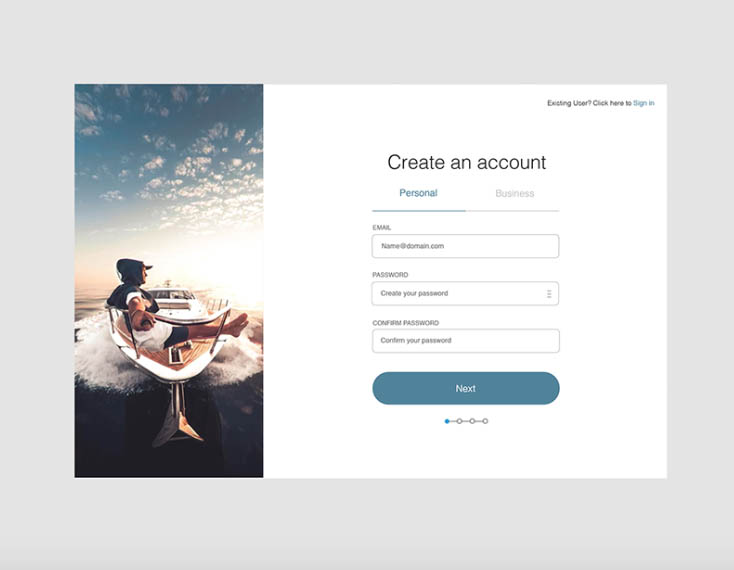 Existing User? Click here to Sign in
Create an account
Personal Business
EMAIL
Name@domain.com
PASSWORD
Create your password
CONFIRM PASSWORD
Confirm your password
Next